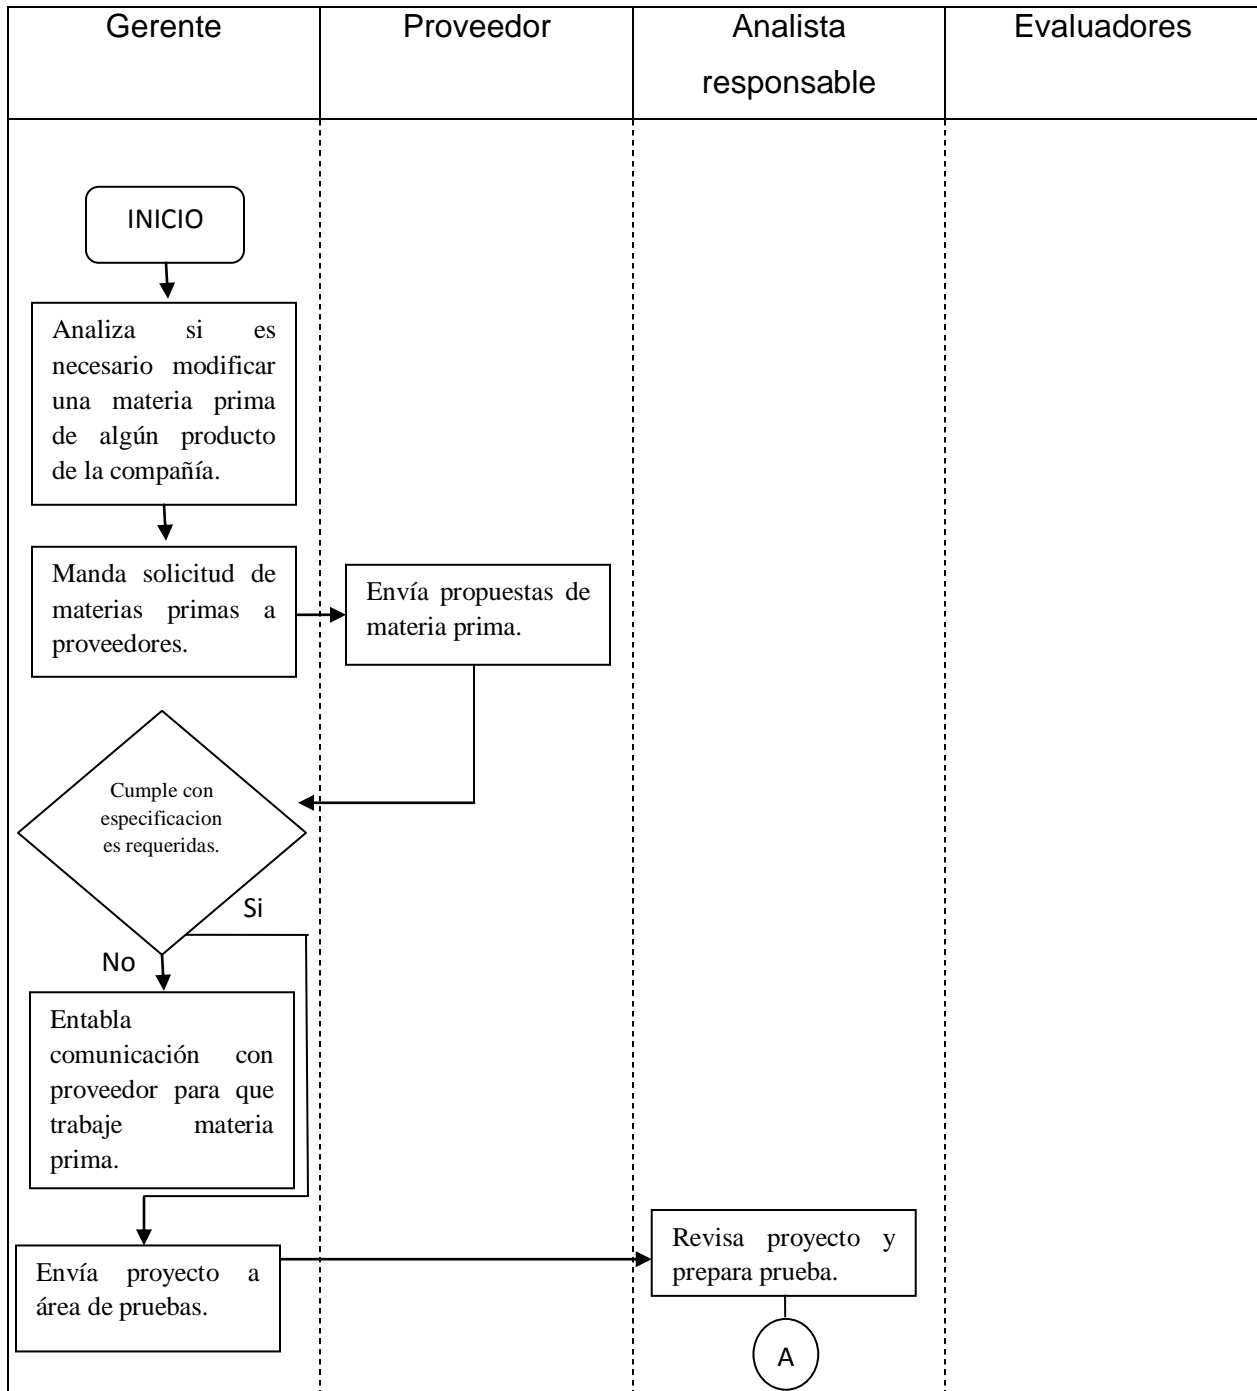 Gerente
Proveedor
Analista
responsable
Evaluadores
INICIO
Analiza si es
necesario modificar
una materia prima
de algún producto
de la compañía.
Manda solicitud de
materias primas a
proveedores.
Envía propuestas de
materia prima.
Cumple con
especificacion
es requeridas.
Si
No
Entabla
comunicación con
proveedor para que
trabaje materia
prima.
Envía proyecto a
área de pruebas.
Revisa proyecto y
prepara prueba.
A